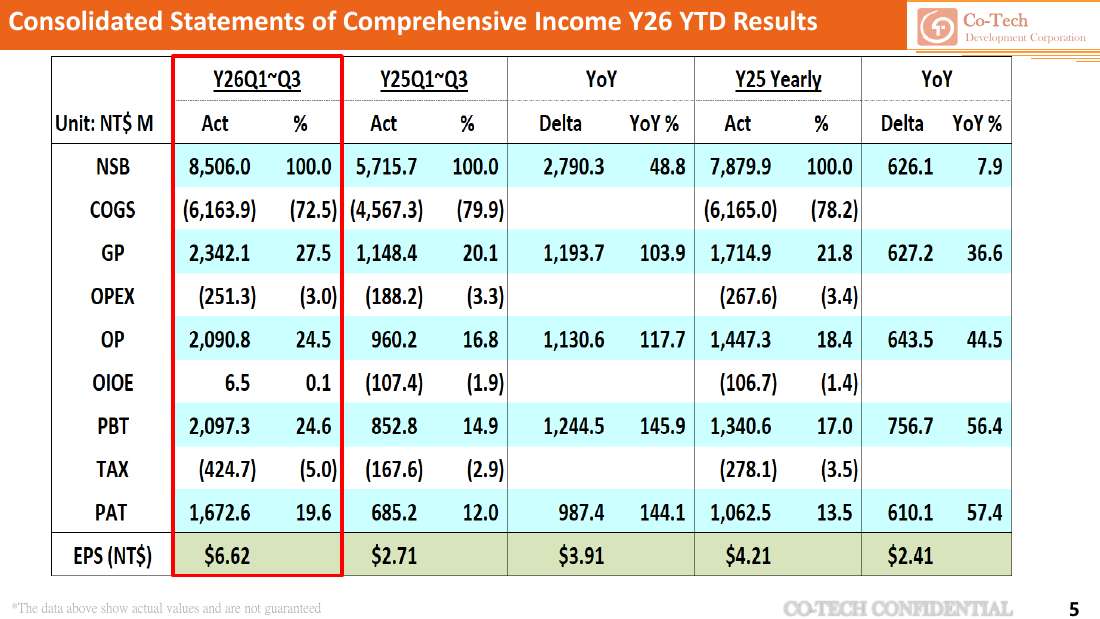 Consolidated Statements of Comprehensive Income Y26 YTD Results
Co-Tech
Development Corporation
Y26Q1~Q3 Y25Q1~Q3 YoY Y25 Yearly YoY
Unit: NT$ M Act % Act % Delta YoY % Act % Delta YoY %
NSB 8,506.0 100.0 5,715.7 100.0 2,790.3 48.8 7,879.9 100.0 626.1 7.9
COGS (6,163.9) (72.5) (4,567.3) (79.9) (6,165.0) (78.2)
GP 2,342.1 27.5 1,148.4 20.1 1,193.7 103.9 1,714.9 21.8 627.2 36.6
OPEX (251.3) (3.0) (188.2) (3.3) (267.6) (3.4)
OP 2,090.8 24.5 960.2 16.8 1,130.6 117.7 1,447.3 18.4 643.5 44.5
OIOE 6.5 0.1 (107.4) (1.9) (106.7) (1.4)
PBT 2,097.3 24.6 852.8 14.9 1,244.5 145.9 1,340.6 17.0 756.7 56.4
TAX (424.7) (5.0) (167.6) (2.9) (278.1) (3.5)
PAT 1,672.6 19.6 685.2 12.0 987.4 144.1 1,062.5 13.5 610.1 57.4
EPS (NT$) $6.62 $2.71 $3.91 $4.21 $2.41
*The data above show actual values and are not guaranteed
CO-TECH CONFIDENTIAL
5